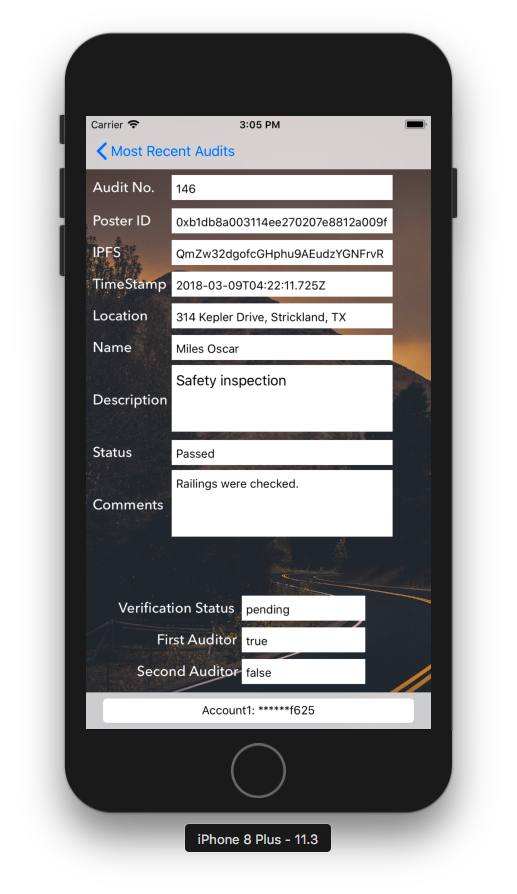 Carrier 3:05 PM
Most Recent Audits
Audit No. 146
Poster ID 0xb1db8a003114ee270207e8812a009f
IPFS QmZw32dgofcGHphu9AEudzYGNFrvR
TimeStamp 2018-03-09T04:22:11.725Z
Location 314 Kepler Drive, Strickland, TX
Name Miles Oscar
Description Safety inspection
Status Passed
Comments Railings were checked.
Verification Status pending
First Auditor true
Second Auditor false
Account1: ******f625
iPhone 8 Plus - 11.3